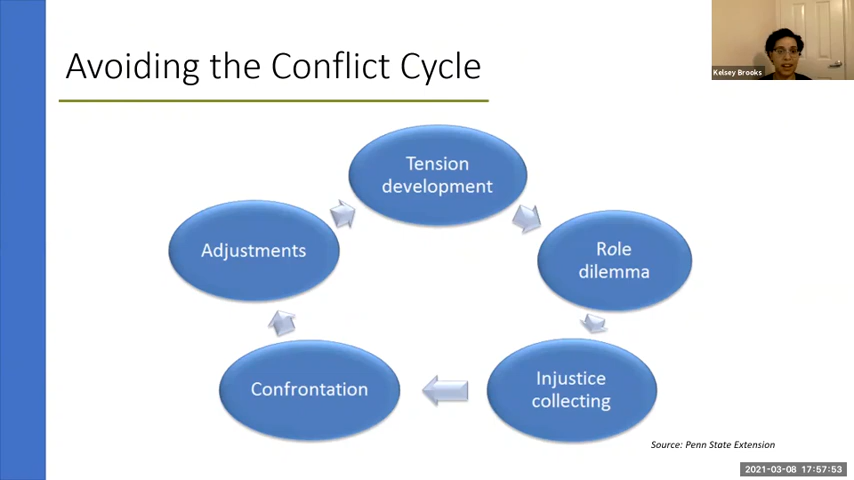 Avoiding the Conflict Cycle
Kelsey Brooks
Tension
development
Role
dilemma
Injustice
collecting
Confrontation
Adjustments
Source: Penn State Extension
2021-03-08 17:57:53